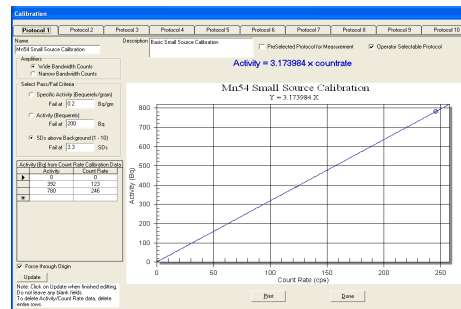 Calibration
Protocol 1 Protocol 2 Protocol 3 Protocol 4 Protocol 5 Protocol 6 Protocol 7 Protocol 8 Protocol 9 Protocol 10
Name
Mn54 Small Source Calibration
Description Basic Small Source Calibration
PreSelected Protocol for Measurement
Operator Selectable Protocol
Amplifiers
Wide Bandwidth Counts
Narrow Bandwidth Counts
Activity = 3.173984 x countrate
Select Pass/Fail Criteria
Specific Activity (Bequerels/gram)
Fail at 0.2 Bq/gm
Activity (Bequerels)
Fail at 200 Bq
SDs above Background (1 - 10)
Fail at 3.3 SDs
Activity (Bq) from Count Rate Calibration Data
Activity Count Rate
0 0
392 123
780 246
Force through Origin
Update
Note: Click on Update when finished editing.
Do not leave any blank fields.
To delete Activity/Count Rate data, delete
entire rows.
Mn54 Small Source Calibration
Y = 3.173984 X
Activity (Bq)
800
700
600
500
400
300
200
100
0
0 50 100 150 200 250
Count Rate (cps)
Print
Done